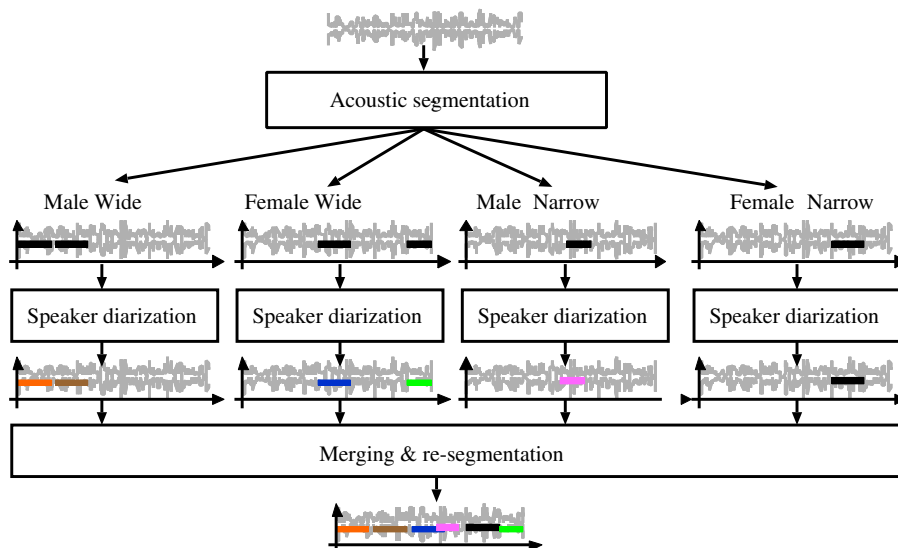 Acoustic segmentation
Male Wide
Female Wide
Male Narrow
Female Narrow
Speaker diarization
Speaker diarization
Speaker diarization
Speaker diarization
Merging & re-segmentation